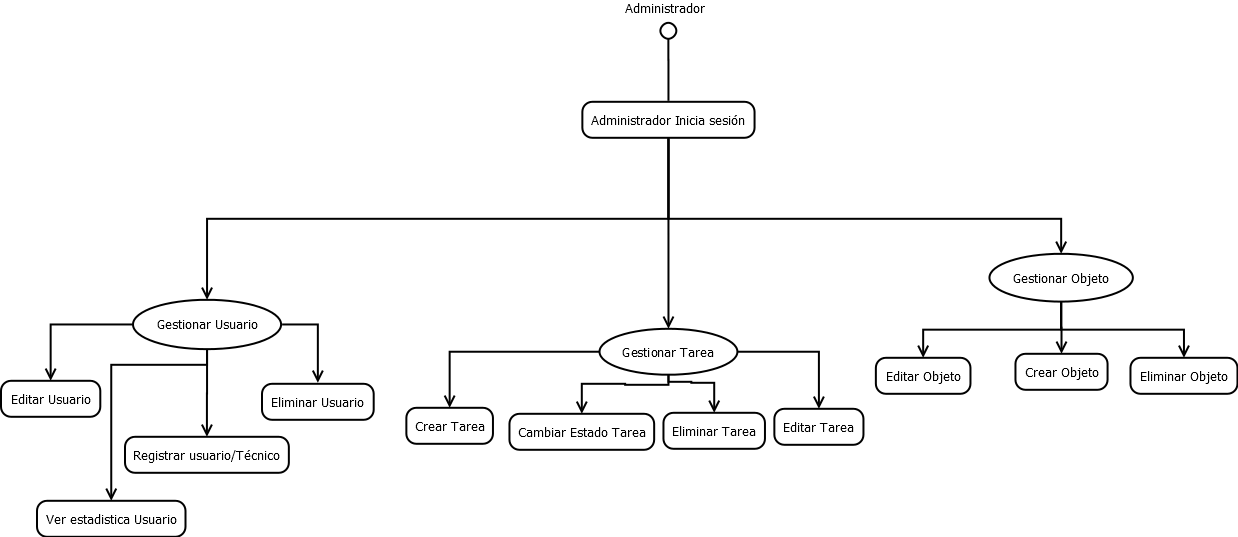 Administrador
Administrador Inicia sesión
Gestionar Usuario
Gestionar Tarea
Gestionar Objeto
Editar Usuario
Eliminar Usuario
Registrar usuario/Técnico
Ver estadistica Usuario
Crear Tarea
Cambiar Estado Tarea
Eliminar Tarea
Editar Tarea
Editar Objeto
Crear Objeto
Eliminar Objeto